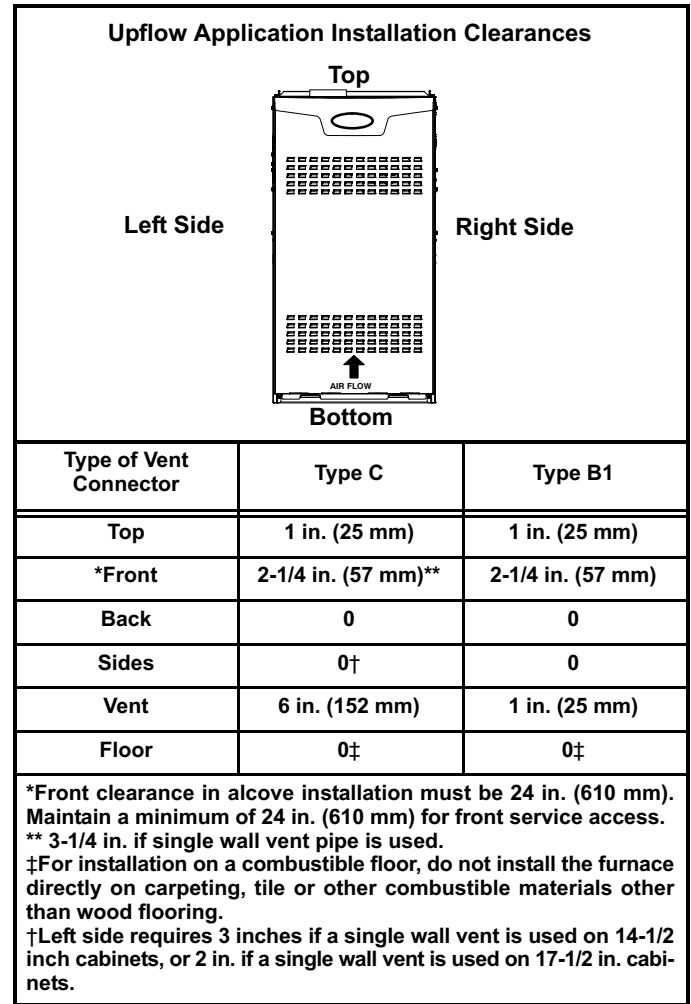 Upflow Application Installation Clearances
Top
Left Side
Right Side
AIR FLOW
Bottom
Type of Vent
Connector
Type C
Type B1
Top
1 in. (25 mm)
1 in. (25 mm)
*Front
2-1/4 in. (57 mm)**
2-1/4 in. (57 mm)
Back
0
0
Sides
0†
0
Vent
6 in. (152 mm)
1 in. (25 mm)
Floor
0‡
0‡
*Front clearance in alcove installation must be 24 in. (610 mm).
Maintain a minimum of 24 in. (610 mm) for front service access.
** 3-1/4 in. if single wall vent pipe is used.
‡For installation on a combustible floor, do not install the furnace
directly on carpeting, tile or other combustible materials other
than wood flooring.
†Left side requires 3 inches if a single wall vent is used on 14-1/2
inch cabinets, or 2 in. if a single wall vent is used on 17-1/2 in. cabi-
nets.